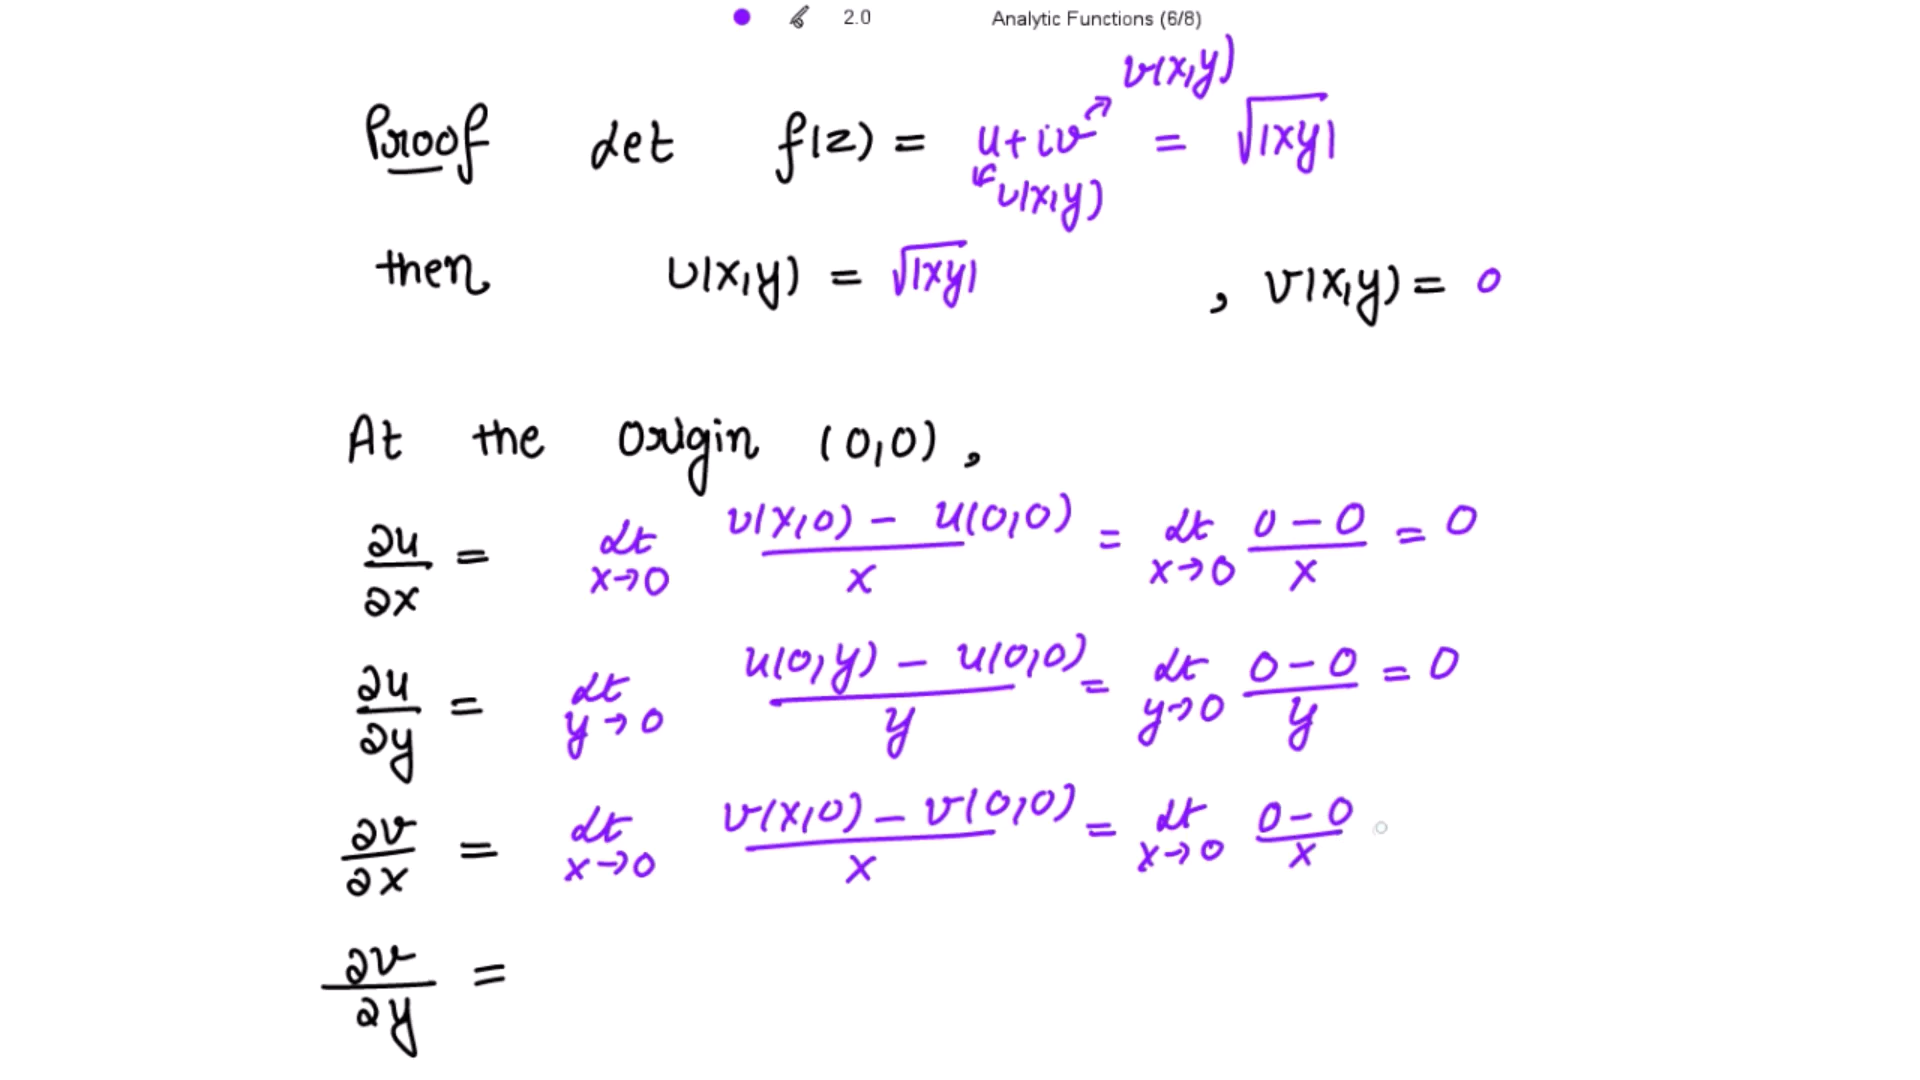 2.0 Analytic Functions (6/8)
v(x,y)
Proof Let f(z) = u+iv = √|xy|
u(x,y)
then u(x,y) = √|xy| , v(x,y) = 0
At the origin (0,0),
∂u/∂x = Lt x→0 u(x,0) - u(0,0) / x = Lt x→0 0-0 / x = 0
∂u/∂y = Lt y→0 u(0,y) - u(0,0) / y = Lt y→0 0-0 / y = 0
∂v/∂x = Lt x→0 v(x,0) - v(0,0) / x = Lt x→0 0-0 / x
∂v/∂y =